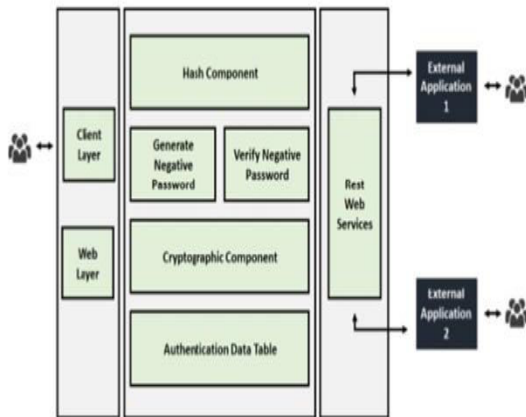 Hash Component
Client
Layer
Generate
Negative
Password
Verify Negative
Password
Web
Layer
Cryptographic Component
Authentication Data Table
Rest
Web
Services
External
Application
1
External
Application
2